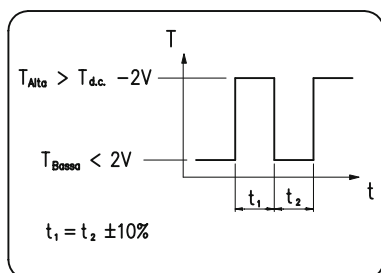 T
T_Alta > T_d.c. -2V
T_Bassa < 2V
t
t₁ t₂
t₁ = t₂ ±10%